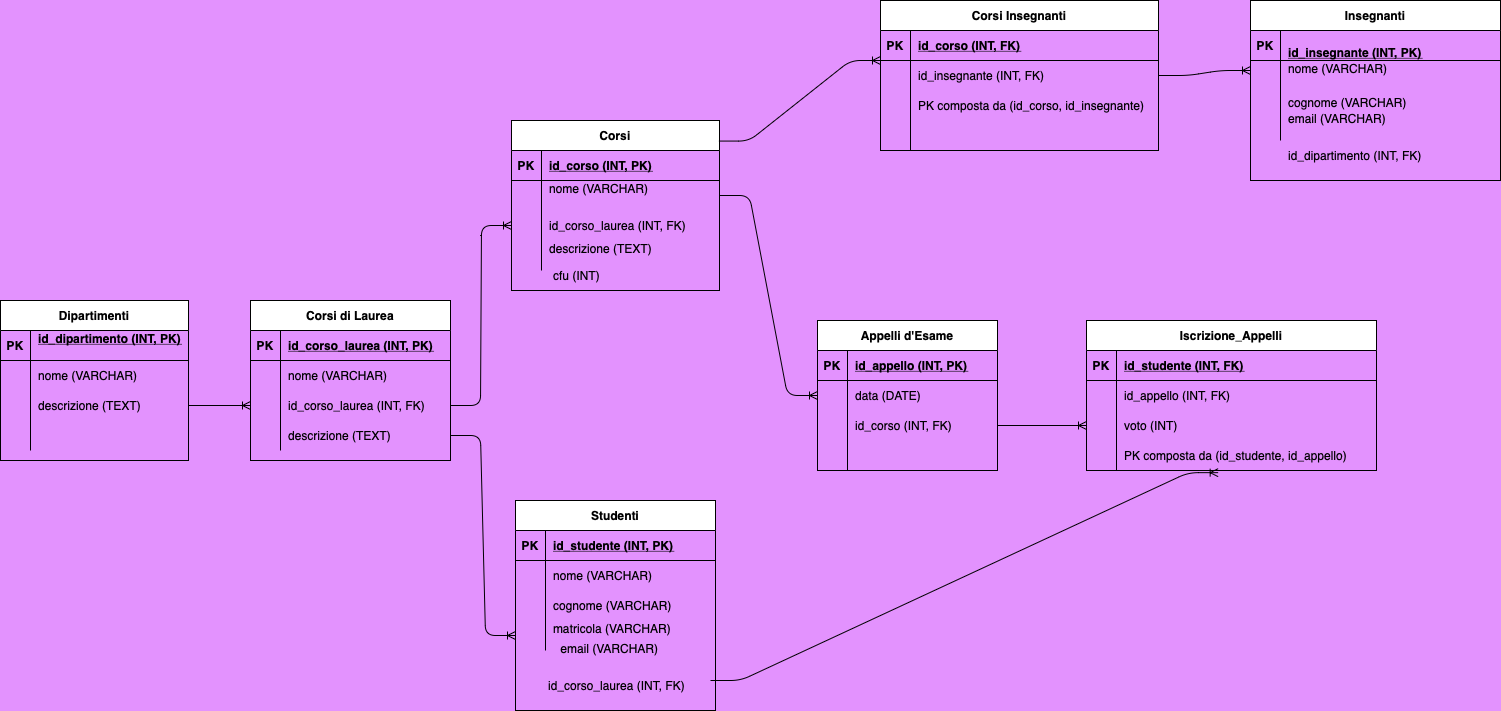 Corsi Insegnanti
PK id_corso (INT, FK)
id_insegnante (INT, FK)
PK composta da (id_corso, id_insegnante)
Insegnanti
PK id_insegnante (INT, PK)
nome (VARCHAR)
cognome (VARCHAR)
email (VARCHAR)
id_dipartimento (INT, FK)
Corsi
PK id_corso (INT, PK)
nome (VARCHAR)
id_corso_laurea (INT, FK)
descrizione (TEXT)
cfu (INT)
Dipartimenti
PK id_dipartimento (INT, PK)
nome (VARCHAR)
descrizione (TEXT)
Corsi di Laurea
PK id_corso_laurea (INT, PK)
nome (VARCHAR)
id_corso_laurea (INT, FK)
descrizione (TEXT)
Appelli d'Esame
PK id_appello (INT, PK)
data (DATE)
id_corso (INT, FK)
Iscrizione_Appelli
PK id_studente (INT, FK)
id_appello (INT, FK)
voto (INT)
PK composta da (id_studente, id_appello)
Studenti
PK id_studente (INT, PK)
nome (VARCHAR)
cognome (VARCHAR)
matricola (VARCHAR)
email (VARCHAR)
id_corso_laurea (INT, FK)